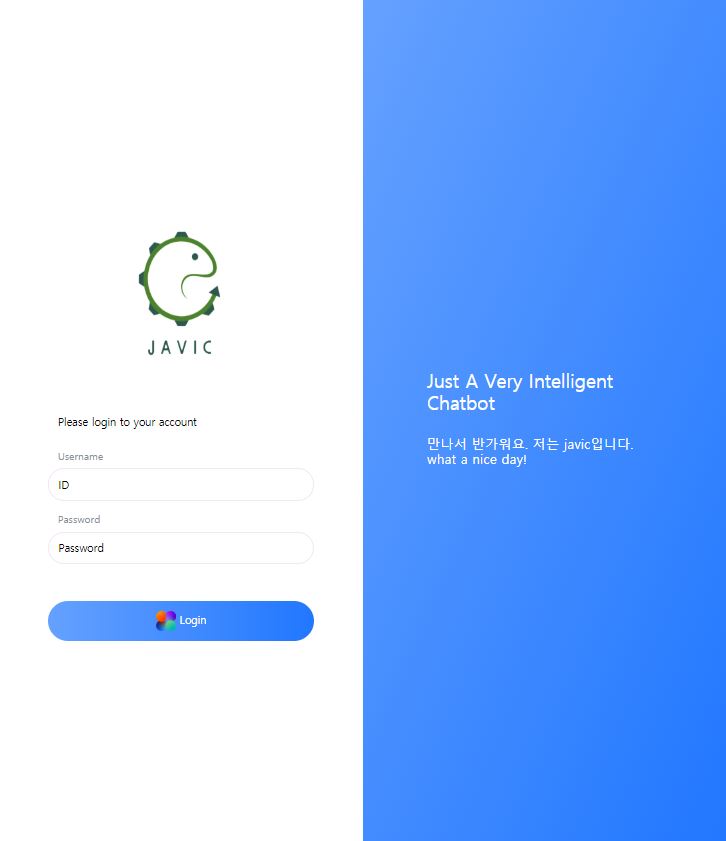 JAVIC
Please login to your account
Username
ID
Password
Password
Login
Just A Very Intelligent
Chatbot
만나서 반가워요. 저는 javic입니다.
what a nice day!